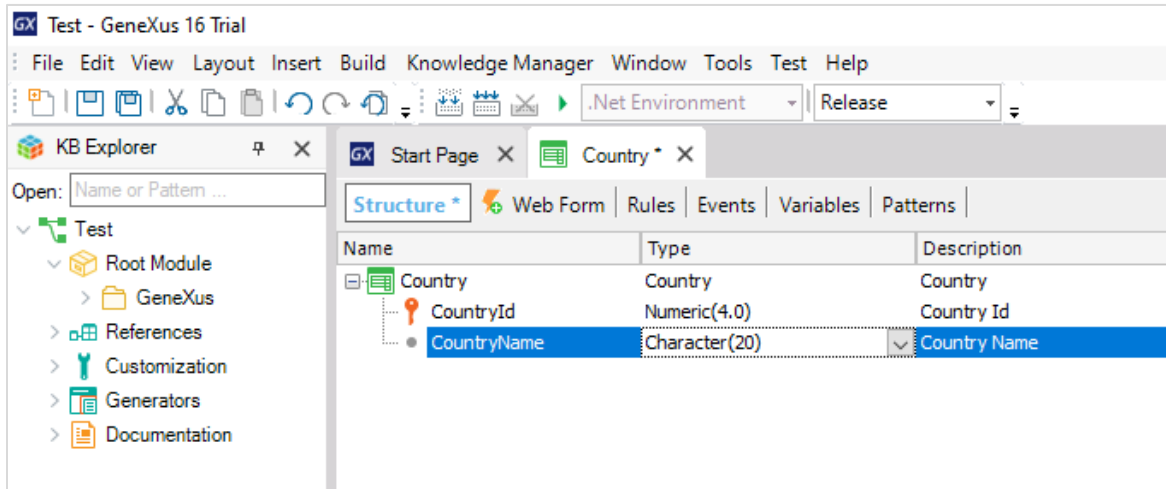 GX Test - GeneXus 16 Trial
File Edit View Layout Insert Build Knowledge Manager Window Tools Test Help
.Net Environment Release
KB Explorer
GX Start Page Country *
Open: Name or Pattern ...
Structure * Web Form Rules Events Variables Patterns
Test
Name Type Description
Root Module
Country Country Country
GeneXus
CountryId Numeric(4.0) Country Id
References
CountryName Character(20) Country Name
Customization
Generators
Documentation